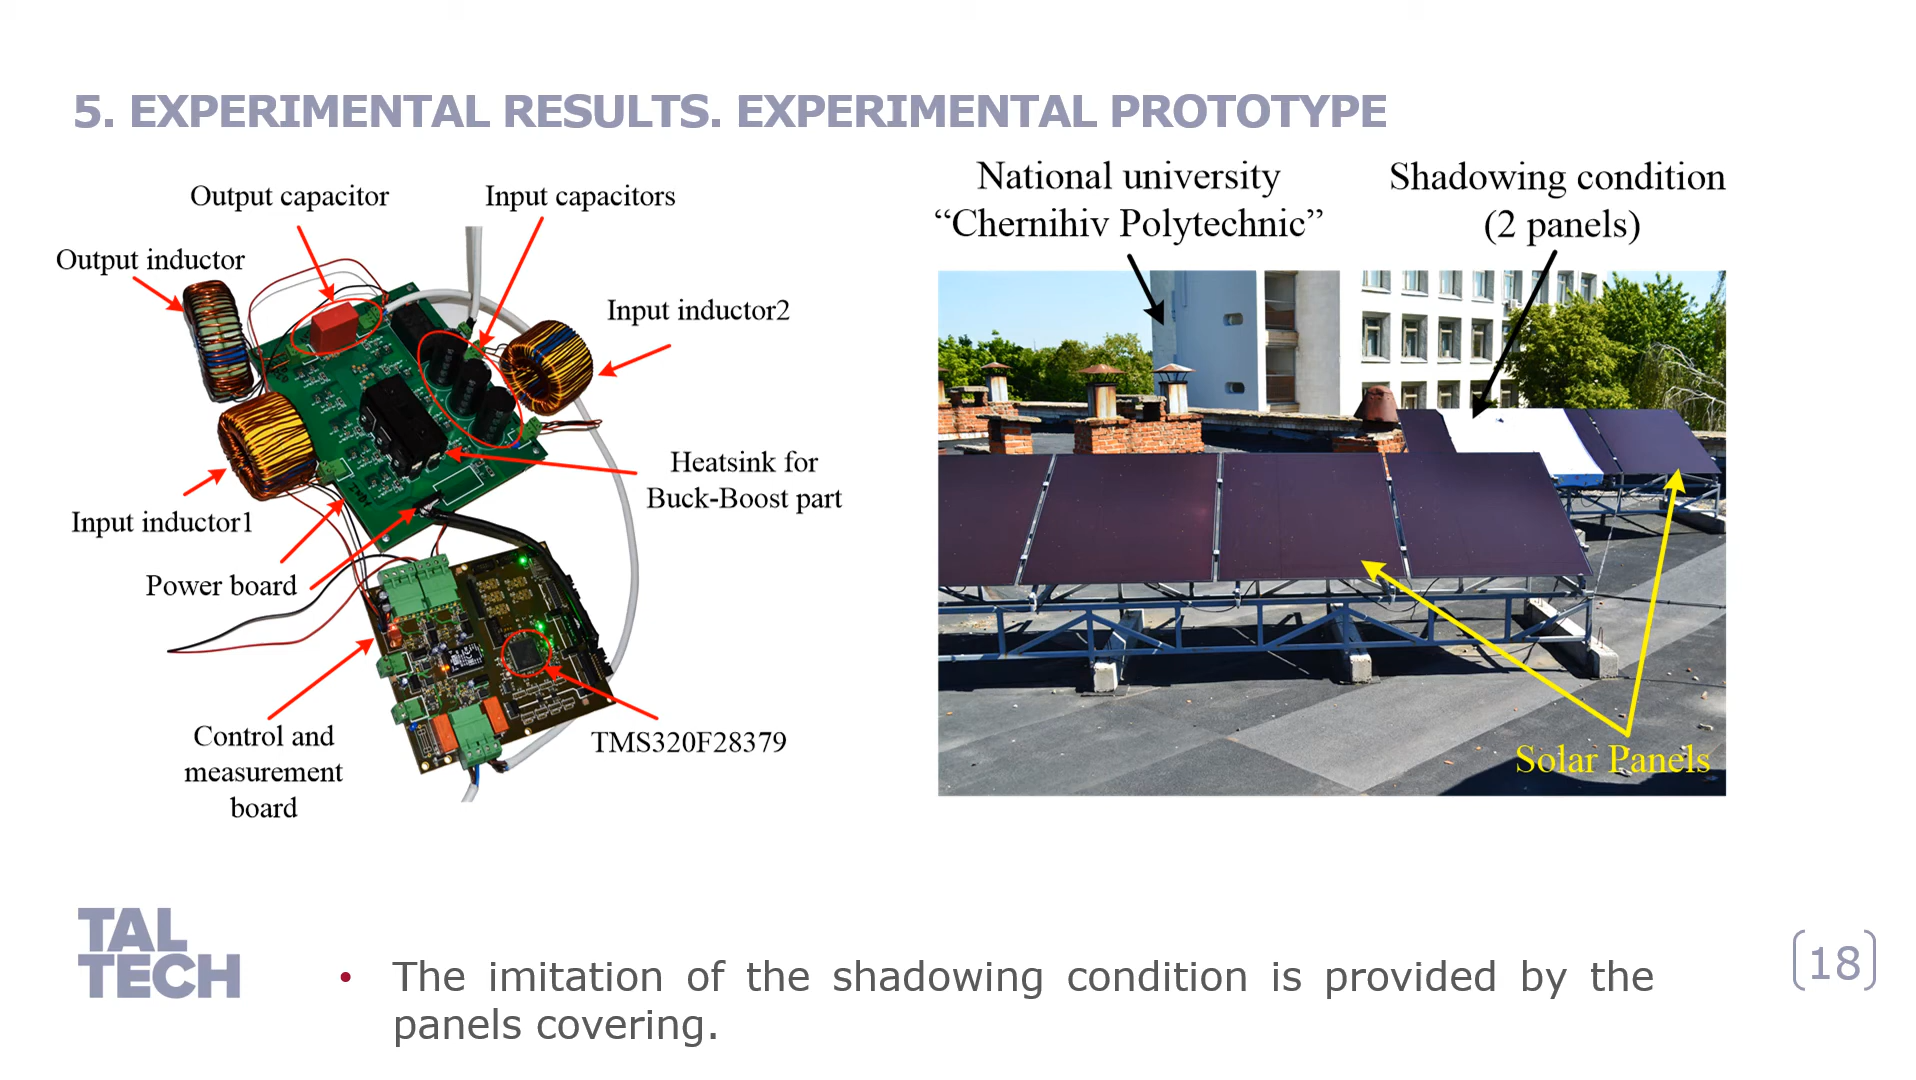 5. EXPERIMENTAL RESULTS. EXPERIMENTAL PROTOTYPE
Output capacitor
Input capacitors
Output inductor
Input inductor2
Heatsink for
Buck-Boost part
Input inductor1
Power board
Control and
measurement
board
TMS320F28379
National university
“Chernihiv Polytechnic”
Shadowing condition
(2 panels)
Solar Panels
TAL
TECH
• The imitation of the shadowing condition is provided by the
panels covering.
18